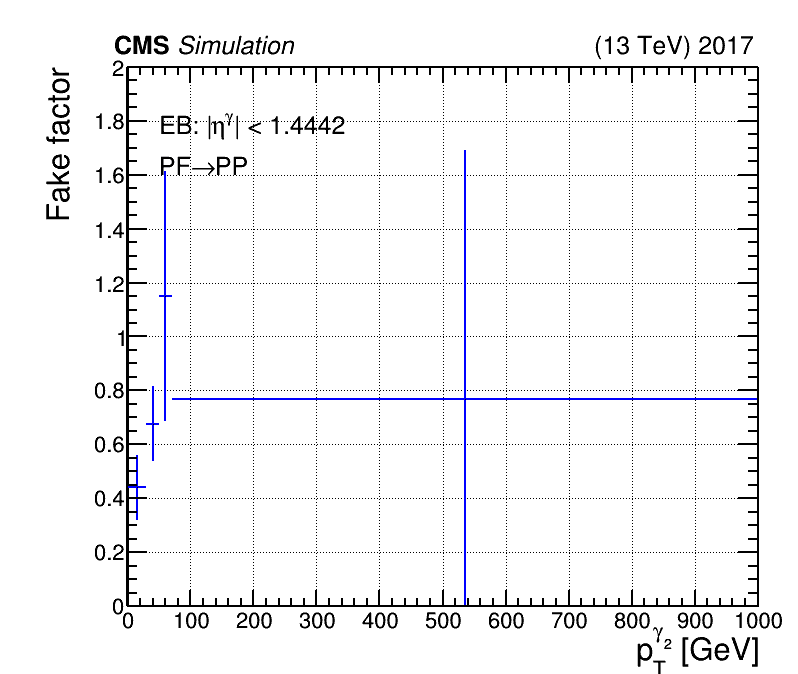 CMS Simulation (13 TeV) 2017
Fake factor
EB: |η^γ| < 1.4442
PF→PP
2
1.8
1.6
1.4
1.2
1
0.8
0.6
0.4
0.2
0
0 100 200 300 400 500 600 700 800 900 1000
p_T^γ_2 [GeV]